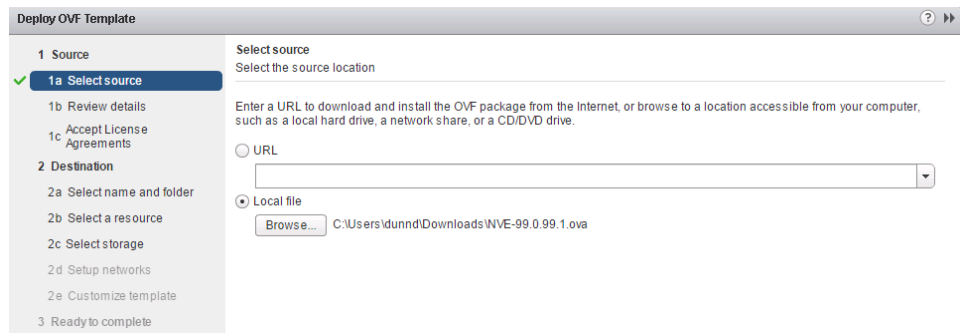 Deploy OVF Template
1 Source
1a Select source
1b Review details
1c Accept License
Agreements
2 Destination
2a Select name and folder
2b Select a resource
2c Select storage
2d Setup networks
2e Customize template
3 Ready to complete
Select source
Select the source location
Enter a URL to download and install the OVF package from the Internet, or browse to a location accessible from your computer,
such as a local hard drive, a network share, or a CD/DVD drive.
URL
Local file
Browse... C:\Users\dunnd\Downloads\NVE-99.0.99.1.ova